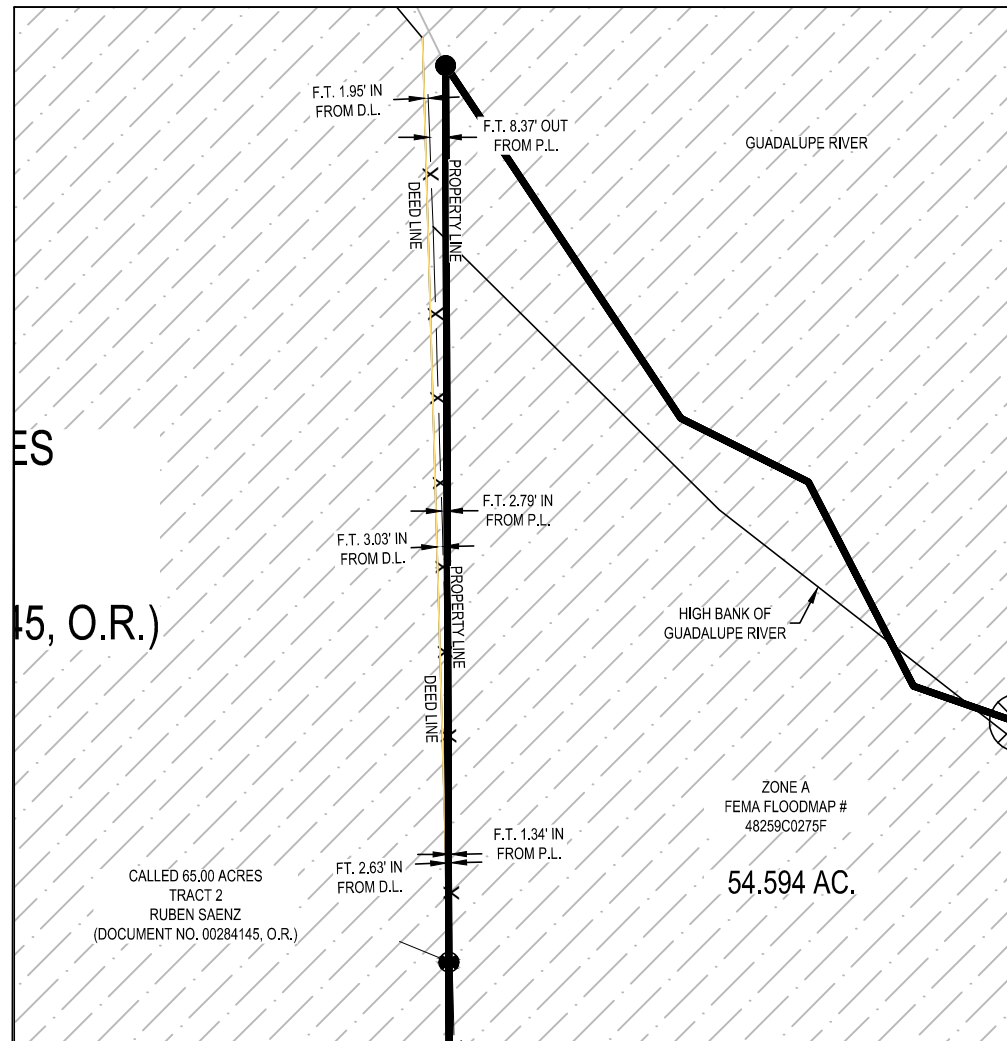 F.T. 1.95' IN
FROM D.L.
F.T. 8.37' OUT
FROM P.L.
GUADALUPE RIVER
PROPERTY LINE
DEED LINE
ES
F.T. 2.79' IN
FROM P.L.
F.T. 3.03' IN
FROM D.L.
PROPERTY LINE
HIGH BANK OF
GUADALUPE RIVER
45, O.R.)
DEED LINE
ZONE A
FEMA FLOODMAP #
48259C0275F
F.T. 1.34' IN
FROM P.L.
FT. 2.63' IN
FROM D.L.
54.594 AC.
CALLED 65.00 ACRES
TRACT 2
RUBEN SAENZ
(DOCUMENT NO. 00284145, O.R.)